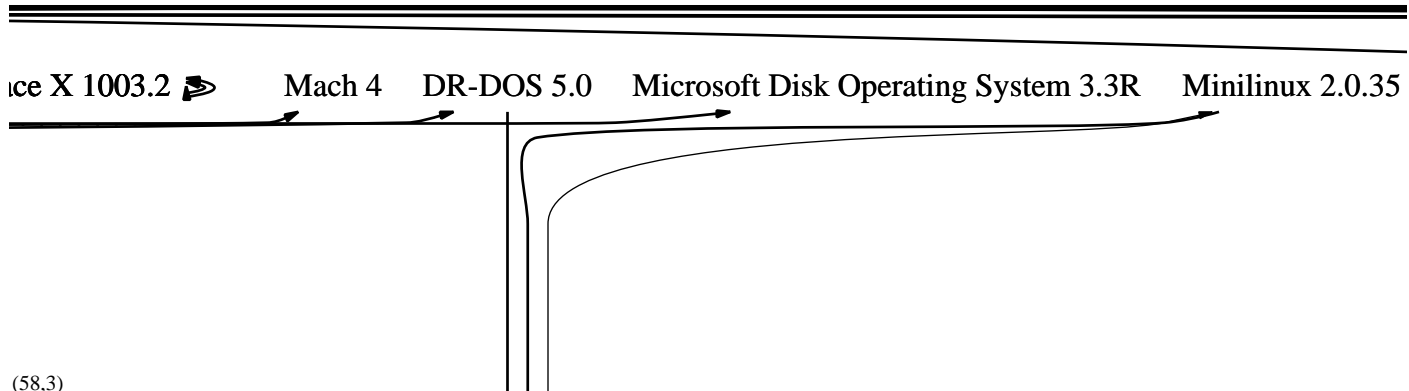 ace X 1003.2 Mach 4 DR-DOS 5.0 Microsoft Disk Operating System 3.3R Minilinux 2.0.35
(58,3)